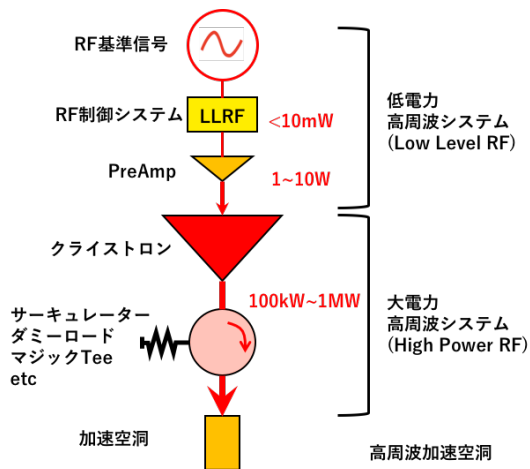 RF基準信号
RF制御システム
LLRF
<10mW
PreAmp
1~10W
低電力
高周波システム
(Low Level RF)
クライストロン
100kW~1MW
サーキュレーター
ダミーロード
マジックTee
etc
大電力
高周波システム
(High Power RF)
加速空洞
高周波加速空洞